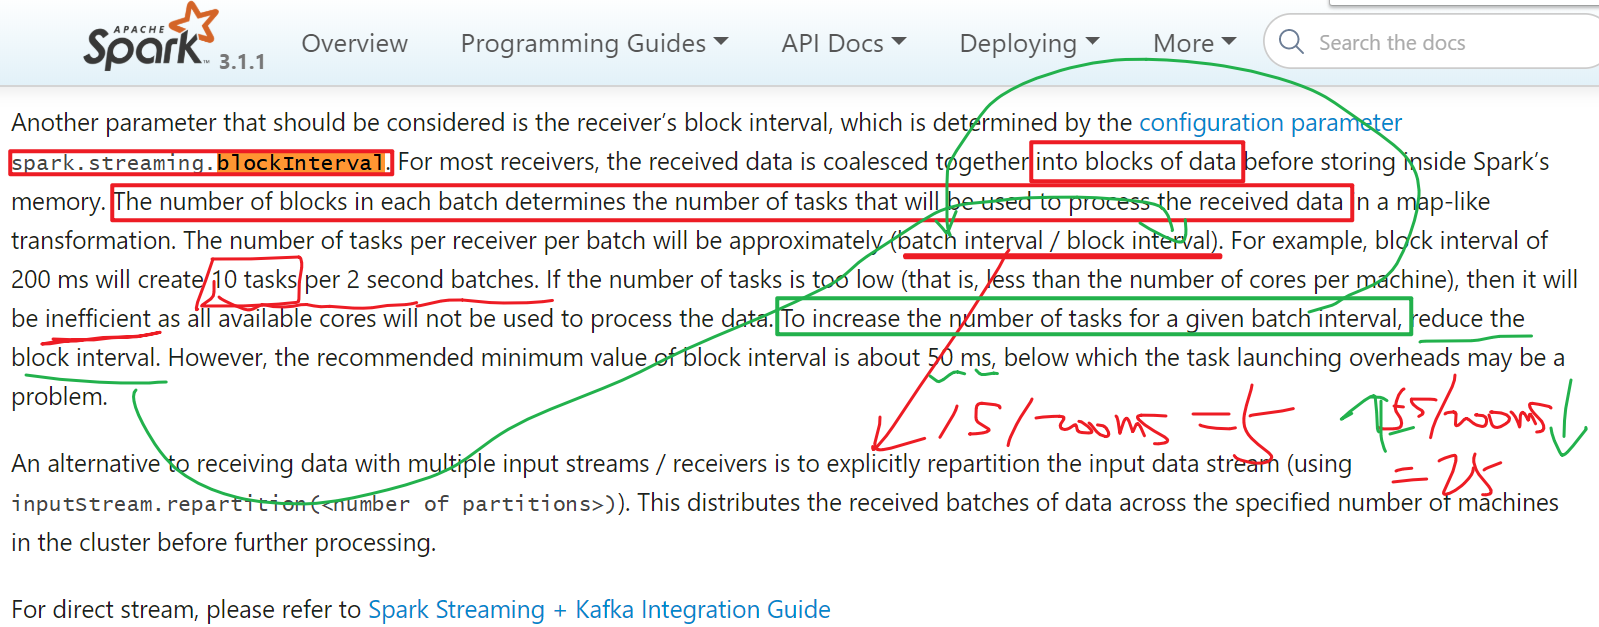 APACHE
Spark™ 3.1.1
Overview Programming Guides API Docs Deploying More Search the docs
Another parameter that should be considered is the receiver’s block interval, which is determined by the configuration parameter
spark.streaming.blockInterval. For most receivers, the received data is coalesced together into blocks of data before storing inside Spark’s
memory. The number of blocks in each batch determines the number of tasks that will be used to process the received data in a map-like
transformation. The number of tasks per receiver per batch will be approximately (batch interval / block interval). For example, block interval of
200 ms will create 10 tasks per 2 second batches. If the number of tasks is too low (that is, less than the number of cores per machine), then it will
be inefficient as all available cores will not be used to process the data. To increase the number of tasks for a given batch interval, reduce the
block interval. However, the recommended minimum value of block interval is about 50 ms, below which the task launching overheads may be a
problem.
1s/200ms = 5
5s/200ms
= 25
An alternative to receiving data with multiple input streams / receivers is to explicitly repartition the input data stream (using
inputStream.repartition(<number of partitions>)). This distributes the received batches of data across the specified number of machines
in the cluster before further processing.
For direct stream, please refer to Spark Streaming + Kafka Integration Guide